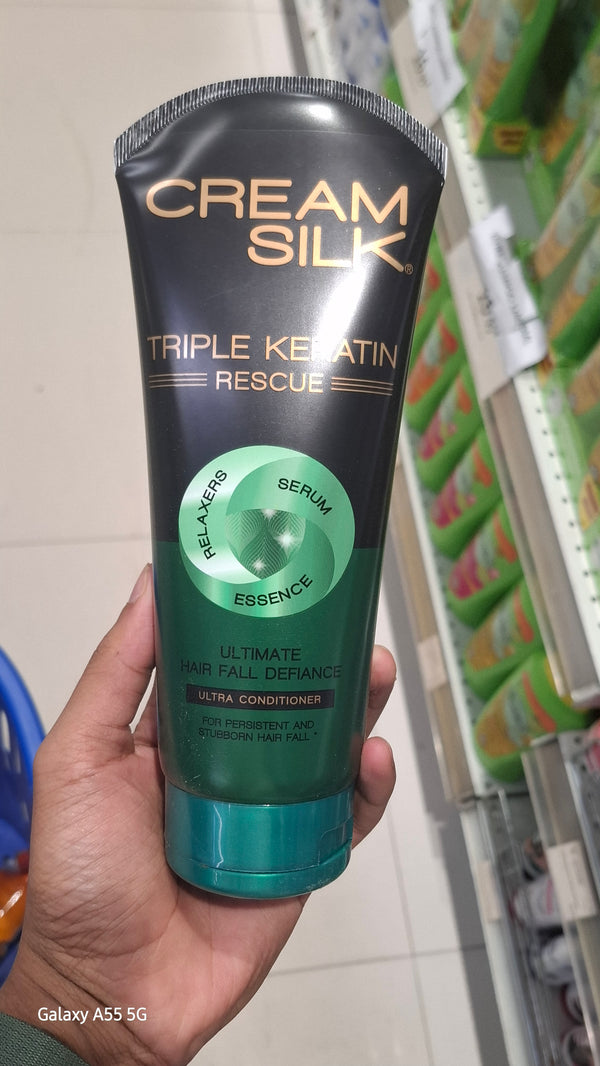 CREAM
SILK®
TRIPLE KERATIN
RESCUE
RELAXERS
SERUM
ESSENCE
ULTIMATE
HAIR FALL DEFIANCE
ULTRA CONDITIONER
FOR PERSISTENT AND
STUBBORN HAIR FALL *
Galaxy A55 5G